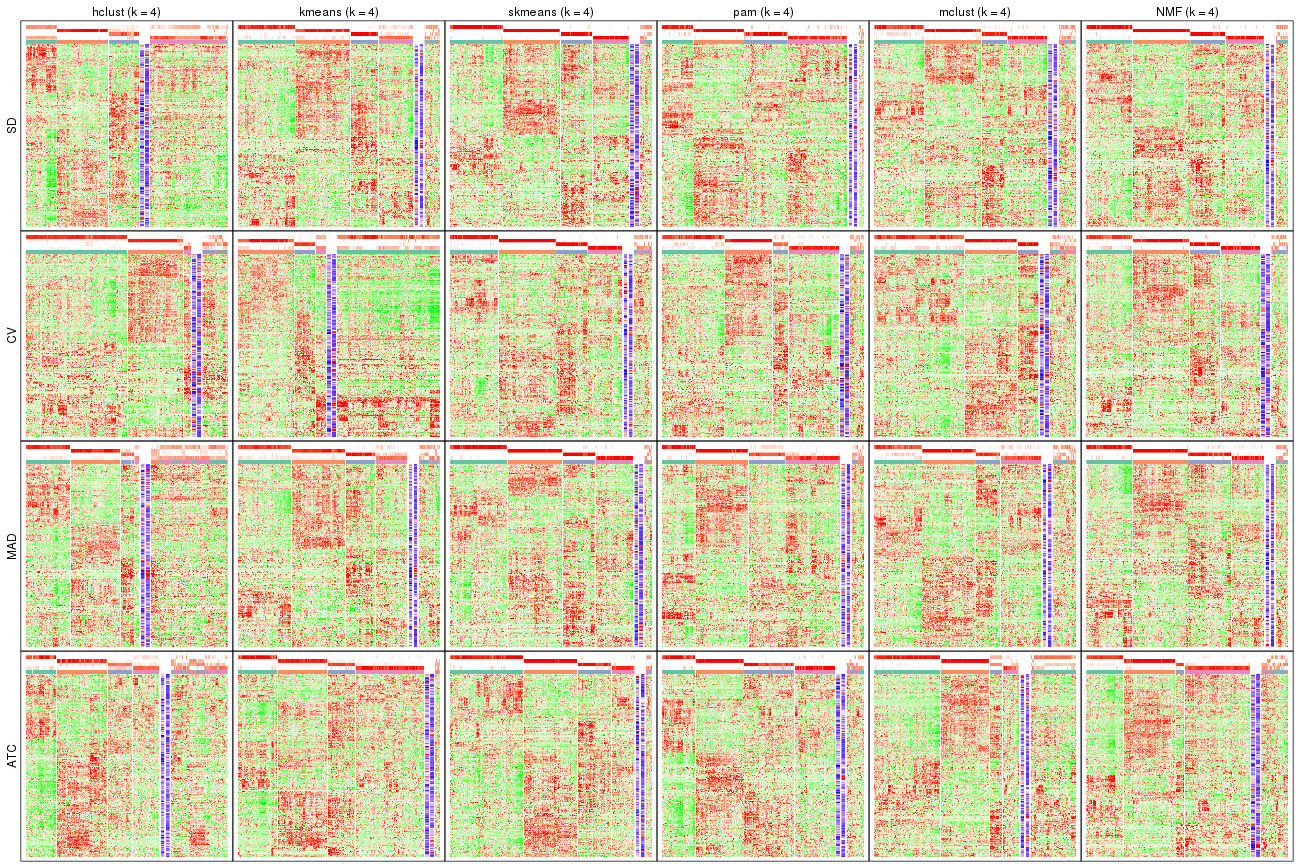 hclust (k = 4) kmeans (k = 4) skmeans (k = 4) pam (k = 4) mclust (k = 4) NMF (k = 4)
SD
CV
MAD
ATC